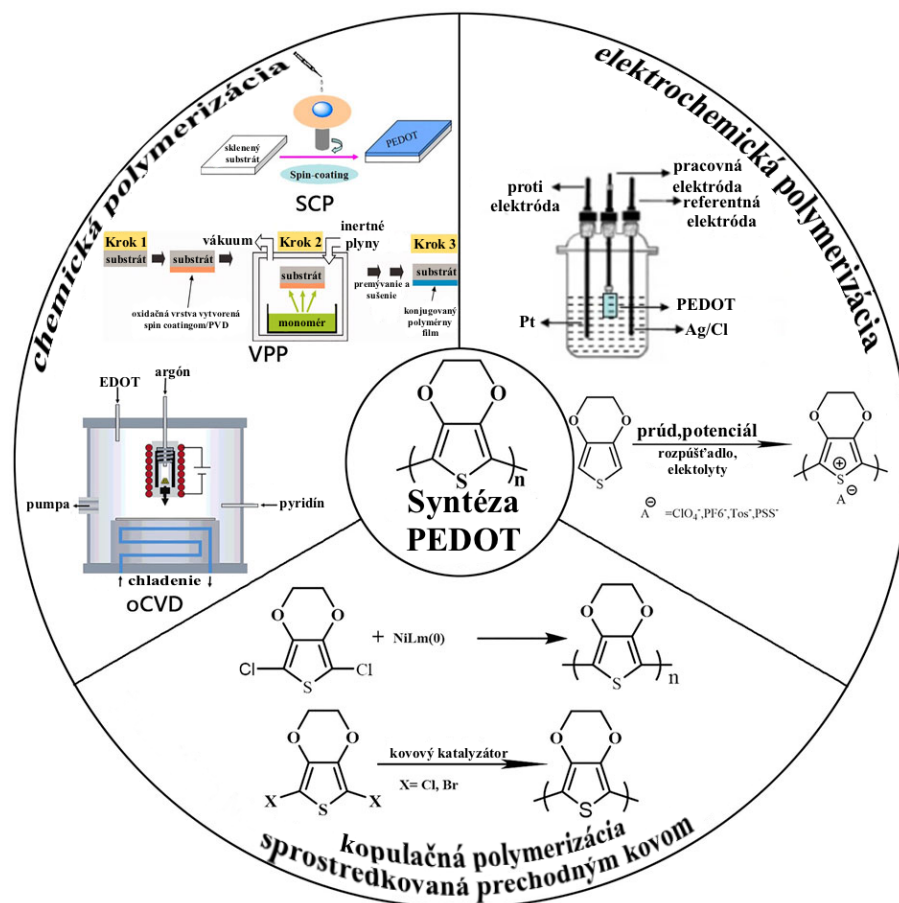 chemická polymerizácia
sklenený
substrát
Spin-coating
PEDOT
SCP
Krok 1
substrát
substrát
oxidačná vrstva vytvorená
spin coatingom/PVD
vákuum
Krok 2
inertné
plyny
substrát
monomér
VPP
premývanie a
sušenie
Krok 3
substrát
konjugovaný
polymérny
film
EDOT
argón
pumpa
pyridín
chladenie
oCVD
elektrochemická polymerizácia
proti
elektróda
pracovná
elektróda
referentná
elektróda
PEDOT
Pt
Ag/Cl
O
O
S
prúd,potenciál
rozpúšťadlo,
elektolyty
O
O
S
⊕
A⊖
A⊖ =ClO₄⁻,PF6⁻,Tos⁻,PSS⁻
O
O
S
n
Syntéza
PEDOT
O
O
Cl
S
Cl
+ NiLm(0)
O
O
S
n
O
O
X
S
X
kovový katalyzátor
X= Cl, Br
O
O
S
kopulačná polymerizácia
sprostredkovaná prechodným kovom